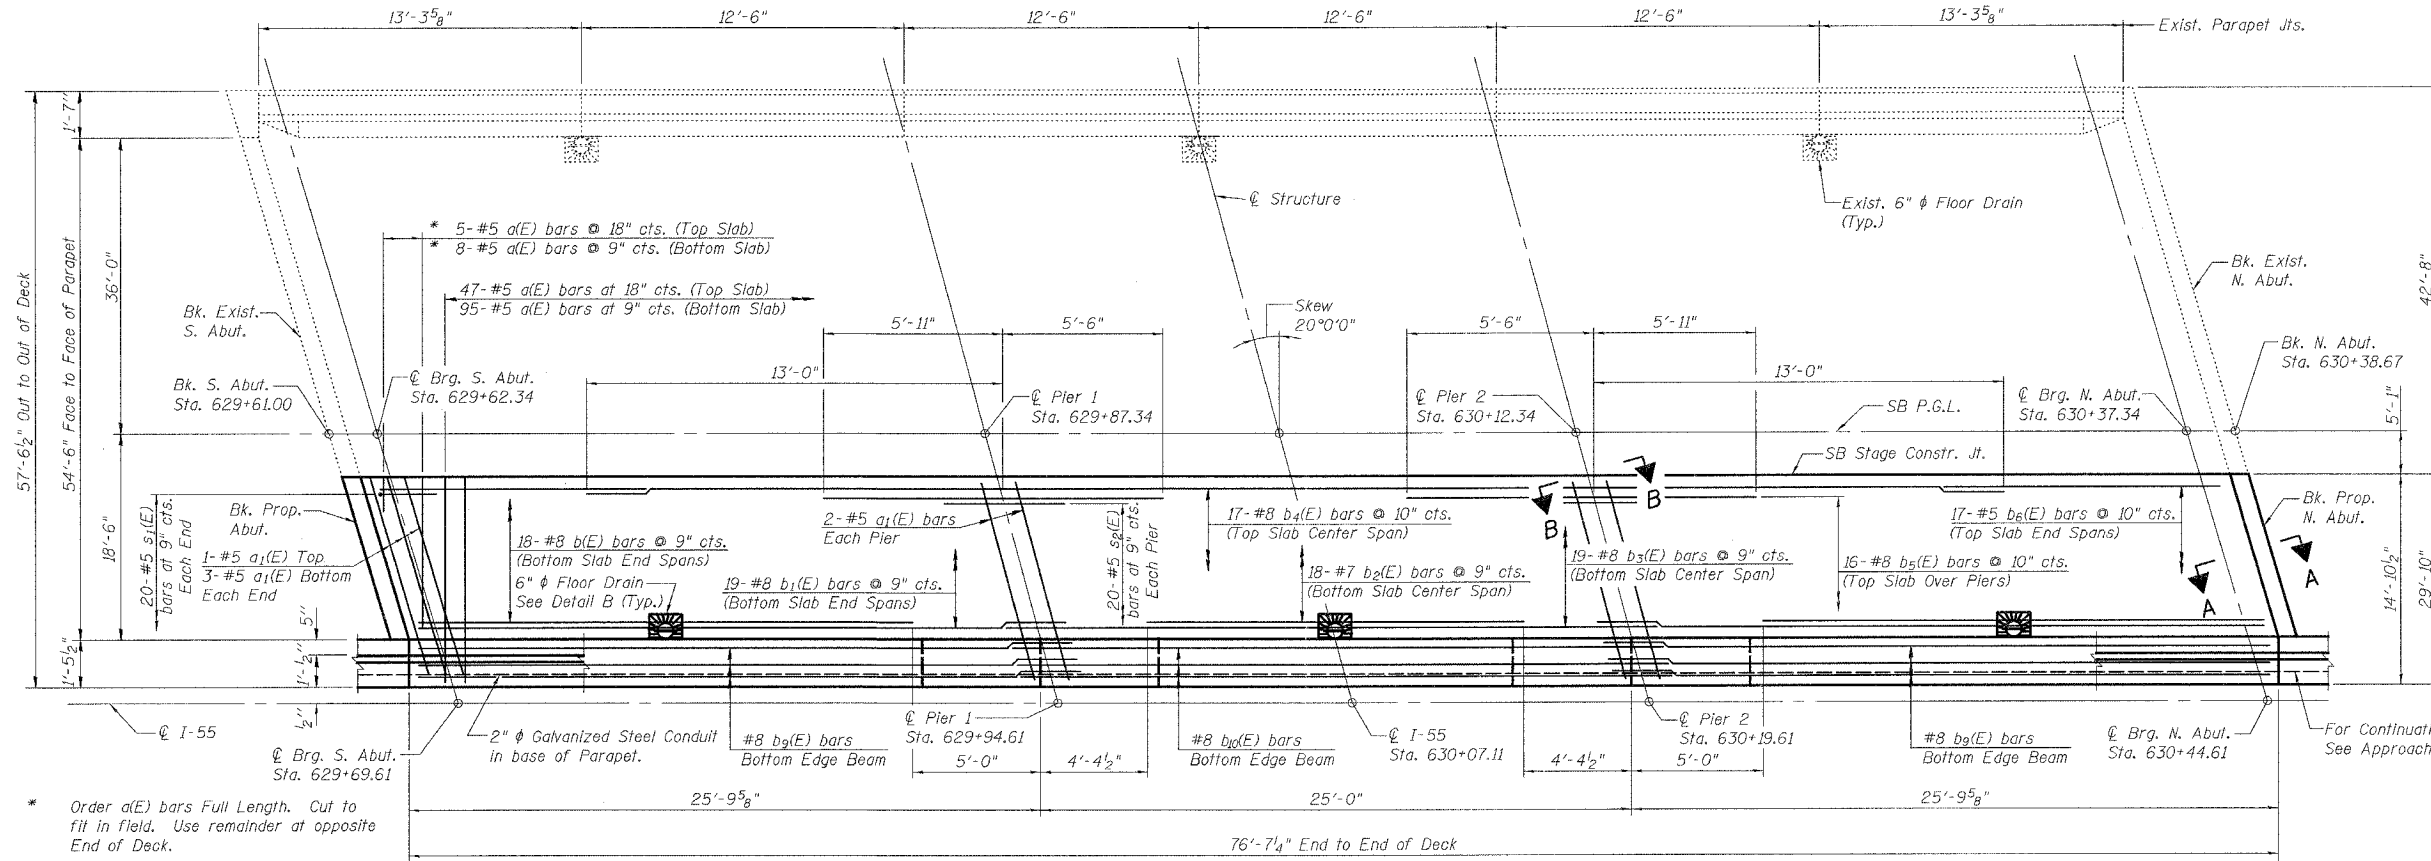 13'-3⅝"
12'-6"
12'-6"
12'-6"
12'-6"
13'-3⅝"
Exist. Parapet Jts.
57'-6½" Out to Out of Deck
54'-6" Face to Face of Parapet
1'-7"
36'-0"
18'-6"
1'-5½"
℄ Structure
Exist. 6" ϕ Floor Drain
(Typ.)
42'-8"
* 5-#5 a(E) bars @ 18" cts. (Top Slab)
* 8-#5 a(E) bars @ 9" cts. (Bottom Slab)
47-#5 a(E) bars at 18" cts. (Top Slab)
95-#5 a(E) bars at 9" cts. (Bottom Slab)
Bk. Exist.
S. Abut.
Bk. Exist.
N. Abut.
Skew
20°0'0"
5'-11"
5'-6"
5'-6"
5'-11"
13'-0"
13'-0"
Bk. S. Abut.
Sta. 629+61.00
℄ Brg. S. Abut.
Sta. 629+62.34
℄ Pier 1
Sta. 629+87.34
℄ Pier 2
Sta. 630+12.34
SB P.G.L.
℄ Brg. N. Abut.
Sta. 630+37.34
Bk. N. Abut.
Sta. 630+38.67
5'-1"
SB Stage Constr. Jt.
B
B
A
A
Bk. Prop.
Abut.
20-#5 s₁(E)
bars at 9" cts.
Each End
1-#5 a₁(E) Top
3-#5 a₁(E) Bottom
Each End
18-#8 b(E) bars @ 9" cts.
(Bottom Slab End Spans)
6" ϕ Floor Drain
See Detail B (Typ.)
2-#5 a₁(E) bars
Each Pier
19-#8 b₁(E) bars @ 9" cts.
(Bottom Slab End Spans)
20-#5 s₂(E)
bars at 9" cts.
Each Pier
17-#8 b₄(E) bars @ 10" cts.
(Top Slab Center Span)
18-#7 b₂(E) bars @ 9" cts.
(Bottom Slab Center Span)
19-#8 b₃(E) bars @ 9" cts.
(Bottom Slab Center Span)
17-#5 b₆(E) bars @ 10" cts.
(Top Slab End Spans)
16-#8 b₅(E) bars @ 10" cts.
(Top Slab Over Piers)
Bk. Prop.
N. Abut.
14'-10½"
29'-10"
5"
1'-½"
½"
℄ I-55
℄ Brg. S. Abut.
Sta. 629+69.61
2" ϕ Galvanized Steel Conduit
in base of Parapet.
#8 b₉(E) bars
Bottom Edge Beam
℄ Pier 1
Sta. 629+94.61
5'-0"
4'-4½"
#8 b₁₀(E) bars
Bottom Edge Beam
℄ I-55
Sta. 630+07.11
4'-4½"
5'-0"
℄ Pier 2
Sta. 630+19.61
#8 b₉(E) bars
Bottom Edge Beam
℄ Brg. N. Abut.
Sta. 630+44.61
For Continuati
See Approach
25'-9⅝"
25'-0"
25'-9⅝"
76'-7¼" End to End of Deck
* Order a(E) bars Full Length. Cut to
fit in field. Use remainder at opposite
End of Deck.